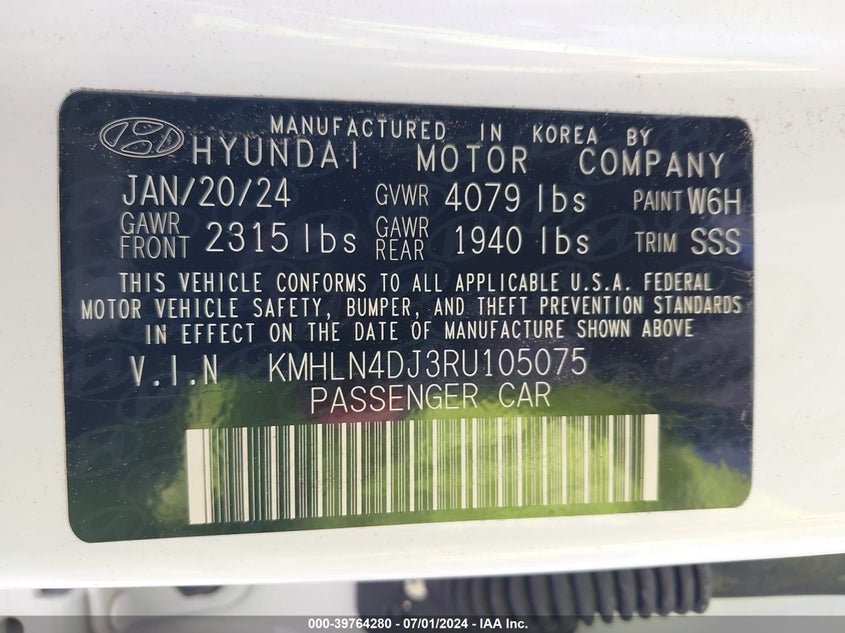 MANUFACTURED IN KOREA BY
HYUNDAI MOTOR COMPANY
JAN/20/24 GVWR 4079 lbs PAINT W6H
GAWR FRONT 2315 lbs GAWR REAR 1940 lbs TRIM SSS
THIS VEHICLE CONFORMS TO ALL APPLICABLE U.S.A. FEDERAL
MOTOR VEHICLE SAFETY, BUMPER, AND THEFT PREVENTION STANDARDS
IN EFFECT ON THE DATE OF MANUFACTURE SHOWN ABOVE
V.I.N KMHLN4DJ3RU105075
PASSENGER CAR
000-39764280 - 07/01/2024 - IAA Inc.